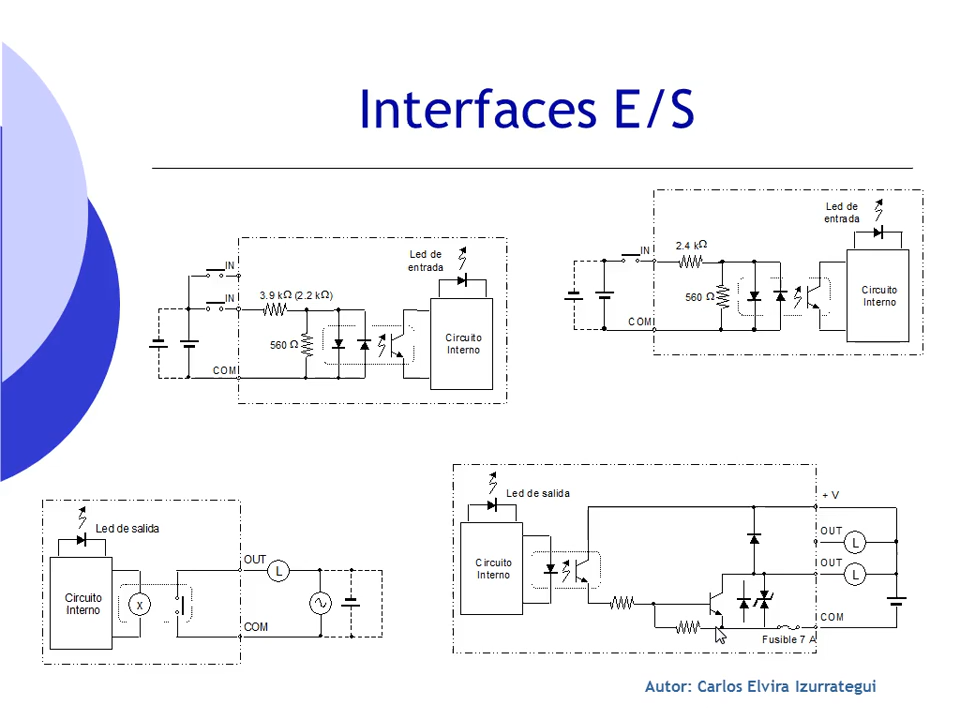 Interfaces E/S
Led de
entrada
IN
IN
3.9 kΩ (2.2 kΩ)
560 Ω
COM
Circuito
Interno
Led de
entrada
IN
2.4 kΩ
560 Ω
COM
Circuito
Interno
Led de salida
OUT
L
Circuito
Interno
X
COM
Led de salida
+ V
OUT
L
Circuito
Interno
OUT
L
COM
Fusible 7 A
Autor: Carlos Elvira Izurrategui